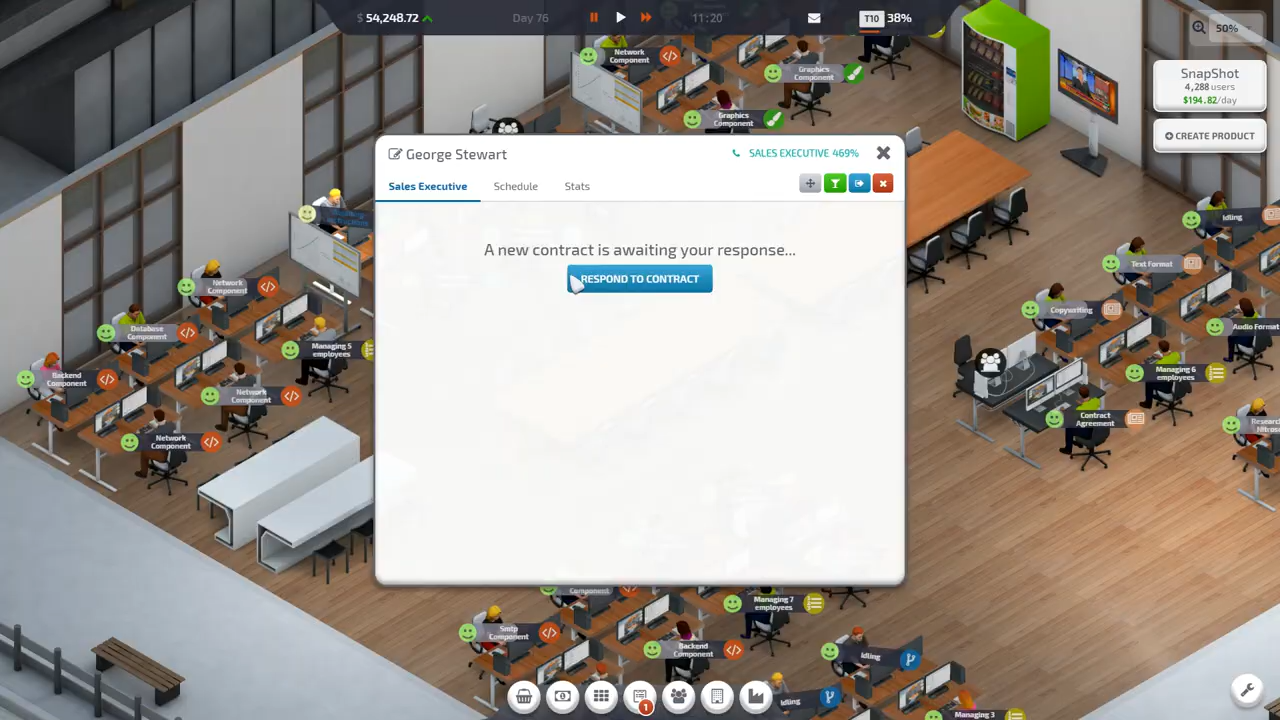 $ 54,248.72
Day 76
11:20
T10 38%
50%
SnapShot
4,288 users
$194.82/day
CREATE PRODUCT
George Stewart
SALES EXECUTIVE 469%
Sales Executive
Schedule
Stats
A new contract is awaiting your response...
RESPOND TO CONTRACT
Network
Component
Graphics
Component
Graphics
Component
Network
Component
Database
Component
Managing 5
employees
Backend
Component
Network
Component
Network
Component
Idling
Text Format
Copywriting
Audio Format
Managing 6
employees
Contract
Agreement
Component
Managing 7
employees
Smtp
Component
Backend
Component
Idling
Idling
Managing 3
1